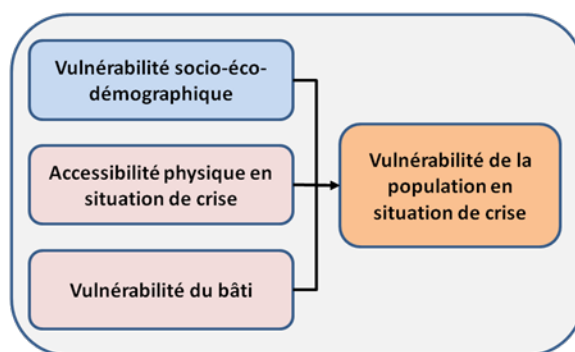 Vulnérabilité socio-éco-
démographique
Accessibilité physique en
situation de crise
Vulnérabilité du bâti
Vulnérabilité de la
population en
situation de crise